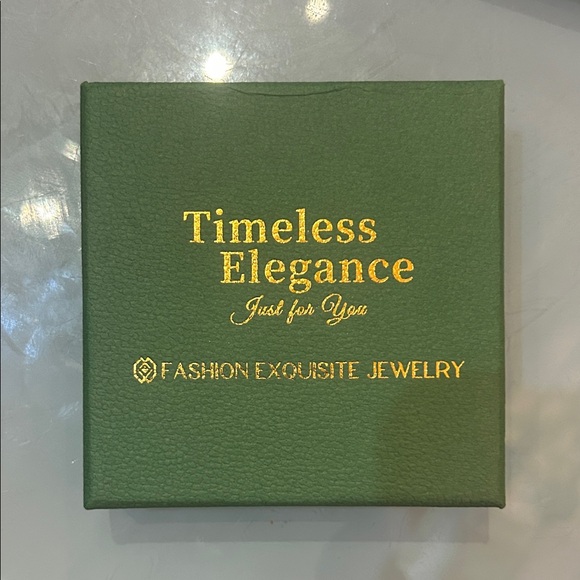 Timeless
Elegance
Just for You
FASHION EXQUISITE JEWELRY